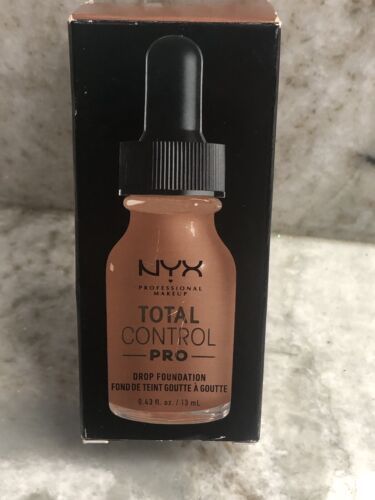 NYX
PROFESSIONAL
MAKEUP
TOTAL
CONTROL
PRO
DROP FOUNDATION
FOND DE TEINT GOUTTE À GOUTTE
0.43 fl. oz. / 13 mL